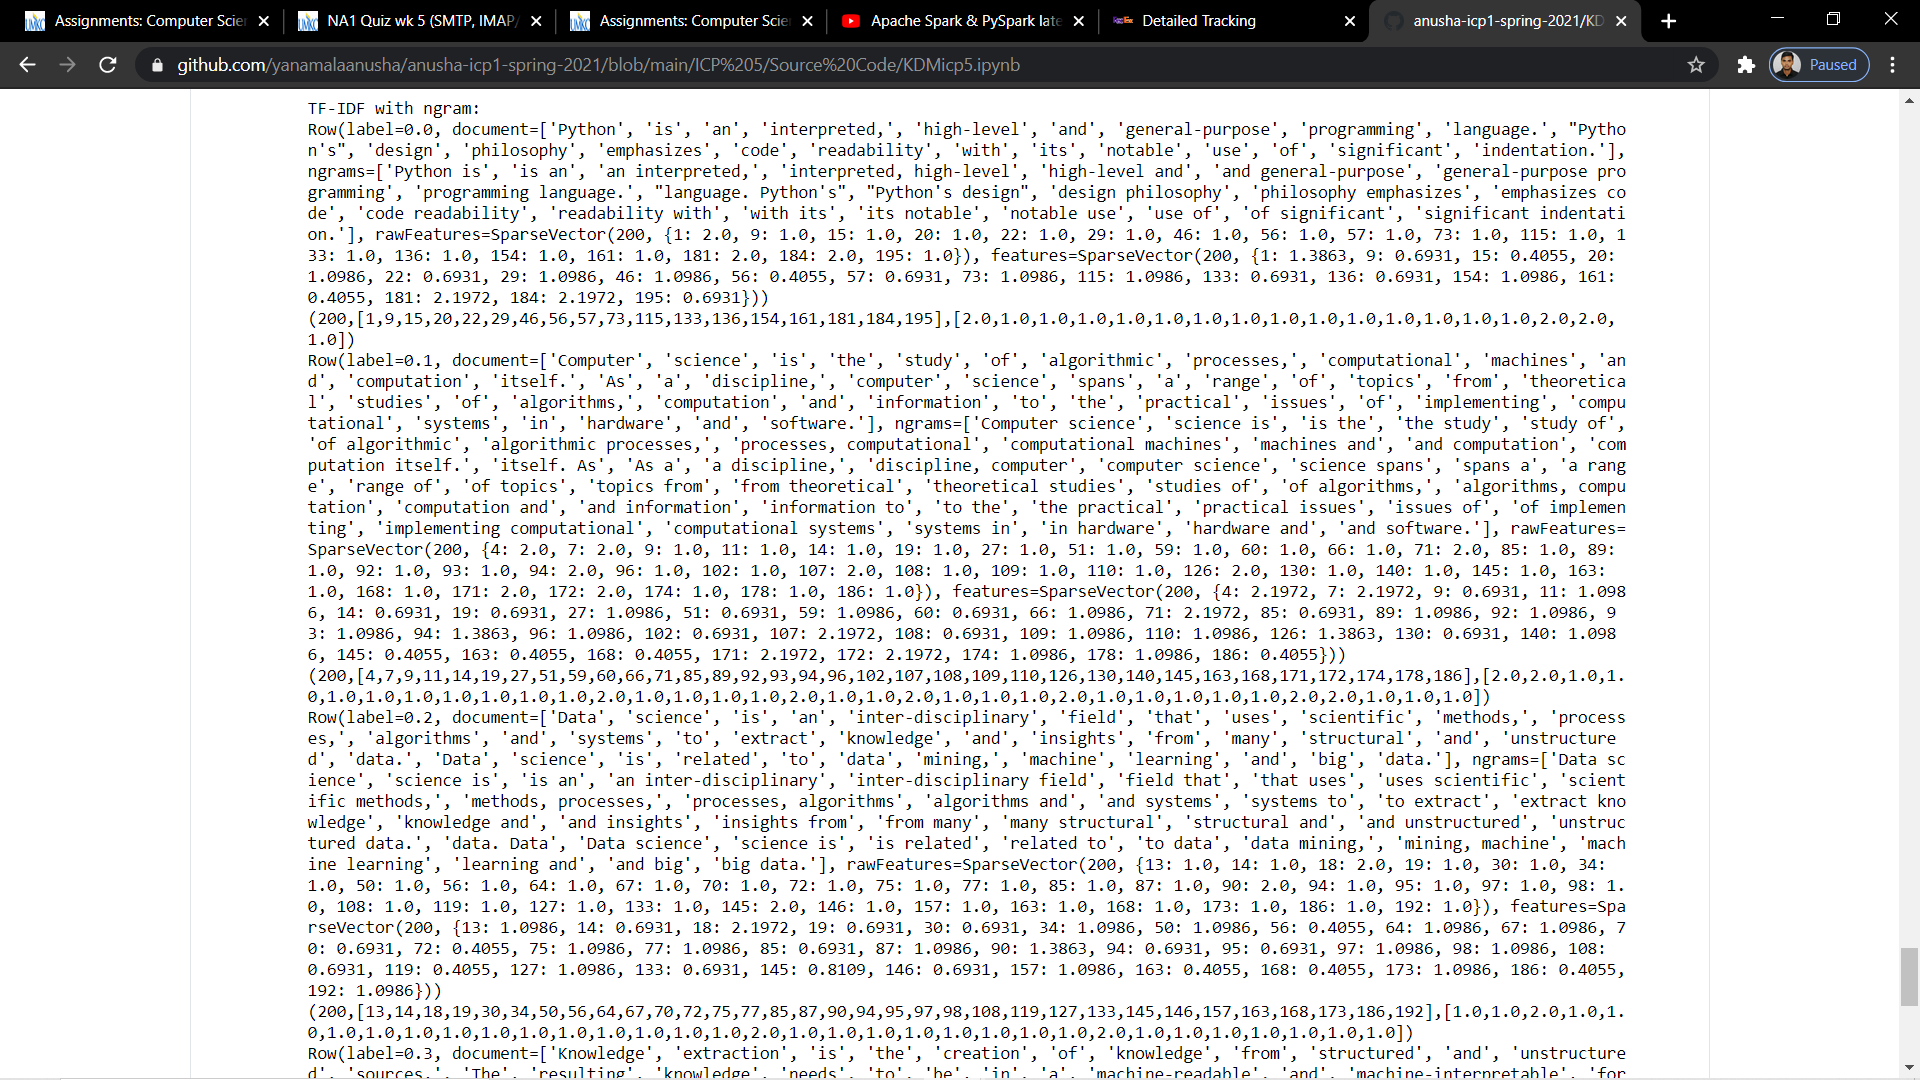 Assignments: Computer Scie
NA1 Quiz wk 5 (SMTP, IMAP,
Assignments: Computer Scie
Apache Spark & PySpark late
Detailed Tracking
anusha-icp1-spring-2021/KD
github.com/yanamalaanusha/anusha-icp1-spring-2021/blob/main/ICP%205/Source%20Code/KDMicp5.ipynb
Paused
TF-IDF with ngram:
Row(label=0.0, document=['Python', 'is', 'an', 'interpreted,', 'high-level', 'and', 'general-purpose', 'programming', 'language.', "Pytho
n's", 'design', 'philosophy', 'emphasizes', 'code', 'readability', 'with', 'its', 'notable', 'use', 'of', 'significant', 'indentation.'],
ngrams=['Python is', 'is an', 'an interpreted,', 'interpreted, high-level', 'high-level and', 'and general-purpose', 'general-purpose pro
gramming', 'programming language.', "language. Python's", "Python's design", 'design philosophy', 'philosophy emphasizes', 'emphasizes co
de', 'code readability', 'readability with', 'with its', 'its notable', 'notable use', 'use of', 'of significant', 'significant indentati
on.'], rawFeatures=SparseVector(200, {1: 2.0, 9: 1.0, 15: 1.0, 20: 1.0, 22: 1.0, 29: 1.0, 46: 1.0, 56: 1.0, 57: 1.0, 73: 1.0, 115: 1.0, 1
33: 1.0, 136: 1.0, 154: 1.0, 161: 1.0, 181: 2.0, 184: 2.0, 195: 1.0}), features=SparseVector(200, {1: 1.3863, 9: 0.6931, 15: 0.4055, 20:
1.0986, 22: 0.6931, 29: 1.0986, 46: 1.0986, 56: 0.4055, 57: 0.6931, 73: 1.0986, 115: 1.0986, 133: 0.6931, 136: 0.6931, 154: 1.0986, 161:
0.4055, 181: 2.1972, 184: 2.1972, 195: 0.6931}))
(200,[1,9,15,20,22,29,46,56,57,73,115,133,136,154,161,181,184,195],[2.0,1.0,1.0,1.0,1.0,1.0,1.0,1.0,1.0,1.0,1.0,1.0,1.0,1.0,1.0,2.0,2.0,
1.0])
Row(label=0.1, document=['Computer', 'science', 'is', 'the', 'study', 'of', 'algorithmic', 'processes,', 'computational', 'machines', 'an
d', 'computation', 'itself.', 'As', 'a', 'discipline,', 'computer', 'science', 'spans', 'a', 'range', 'of', 'topics', 'from', 'theoretica
l', 'studies', 'of', 'algorithms,', 'computation', 'and', 'information', 'to', 'the', 'practical', 'issues', 'of', 'implementing', 'compu
tational', 'systems', 'in', 'hardware', 'and', 'software.'], ngrams=['Computer science', 'science is', 'is the', 'the study', 'study of',
'of algorithmic', 'algorithmic processes,', 'processes, computational', 'computational machines', 'machines and', 'and computation', 'com
putation itself.', 'itself. As', 'As a', 'a discipline,', 'discipline, computer', 'computer science', 'science spans', 'spans a', 'a rang
e', 'range of', 'of topics', 'topics from', 'from theoretical', 'theoretical studies', 'studies of', 'of algorithms,', 'algorithms, compu
tation', 'computation and', 'and information', 'information to', 'to the', 'the practical', 'practical issues', 'issues of', 'of implemen
ting', 'implementing computational', 'computational systems', 'systems in', 'in hardware', 'hardware and', 'and software.'], rawFeatures=
SparseVector(200, {4: 2.0, 7: 2.0, 9: 1.0, 11: 1.0, 14: 1.0, 19: 1.0, 27: 1.0, 51: 1.0, 59: 1.0, 60: 1.0, 66: 1.0, 71: 2.0, 85: 1.0, 89:
1.0, 92: 1.0, 93: 1.0, 94: 2.0, 96: 1.0, 102: 1.0, 107: 2.0, 108: 1.0, 109: 1.0, 110: 1.0, 126: 2.0, 130: 1.0, 140: 1.0, 145: 1.0, 163:
1.0, 168: 1.0, 171: 2.0, 172: 2.0, 174: 1.0, 178: 1.0, 186: 1.0}), features=SparseVector(200, {4: 2.1972, 7: 2.1972, 9: 0.6931, 11: 1.098
6, 14: 0.6931, 19: 0.6931, 27: 1.0986, 51: 0.6931, 59: 1.0986, 60: 0.6931, 66: 1.0986, 71: 2.1972, 85: 0.6931, 89: 1.0986, 92: 1.0986, 9
3: 1.0986, 94: 1.3863, 96: 1.0986, 102: 0.6931, 107: 2.1972, 108: 0.6931, 109: 1.0986, 110: 1.0986, 126: 1.3863, 130: 0.6931, 140: 1.098
6, 145: 0.4055, 163: 0.4055, 168: 0.4055, 171: 2.1972, 172: 2.1972, 174: 1.0986, 178: 1.0986, 186: 0.4055}))
(200,[4,7,9,11,14,19,27,51,59,60,66,71,85,89,92,93,94,96,102,107,108,109,110,126,130,140,145,163,168,171,172,174,178,186],[2.0,2.0,1.0,1.
0,1.0,1.0,1.0,1.0,1.0,1.0,1.0,2.0,1.0,1.0,1.0,1.0,2.0,1.0,1.0,2.0,1.0,1.0,1.0,2.0,1.0,1.0,1.0,1.0,1.0,2.0,2.0,1.0,1.0,1.0])
Row(label=0.2, document=['Data', 'science', 'is', 'an', 'inter-disciplinary', 'field', 'that', 'uses', 'scientific', 'methods,', 'process
es,', 'algorithms', 'and', 'systems', 'to', 'extract', 'knowledge', 'and', 'insights', 'from', 'many', 'structural', 'and', 'unstructure
d', 'data.', 'Data', 'science', 'is', 'related', 'to', 'data', 'mining,', 'machine', 'learning', 'and', 'big', 'data.'], ngrams=['Data sc
ience', 'science is', 'is an', 'an inter-disciplinary', 'inter-disciplinary field', 'field that', 'that uses', 'uses scientific', 'scient
ific methods,', 'methods, processes,', 'processes, algorithms', 'algorithms and', 'and systems', 'systems to', 'to extract', 'extract kno
wledge', 'knowledge and', 'and insights', 'insights from', 'from many', 'many structural', 'structural and', 'and unstructured', 'unstruc
tured data.', 'data. Data', 'Data science', 'science is', 'is related', 'related to', 'to data', 'data mining,', 'mining, machine', 'mach
ine learning', 'learning and', 'and big', 'big data.'], rawFeatures=SparseVector(200, {13: 1.0, 14: 1.0, 18: 2.0, 19: 1.0, 30: 1.0, 34:
1.0, 50: 1.0, 56: 1.0, 64: 1.0, 67: 1.0, 70: 1.0, 72: 1.0, 75: 1.0, 77: 1.0, 85: 1.0, 87: 1.0, 90: 2.0, 94: 1.0, 95: 1.0, 97: 1.0, 98: 1.
0, 108: 1.0, 119: 1.0, 127: 1.0, 133: 1.0, 145: 2.0, 146: 1.0, 157: 1.0, 163: 1.0, 168: 1.0, 173: 1.0, 186: 1.0, 192: 1.0}), features=Spa
rseVector(200, {13: 1.0986, 14: 0.6931, 18: 2.1972, 19: 0.6931, 30: 0.6931, 34: 1.0986, 50: 1.0986, 56: 0.4055, 64: 1.0986, 67: 1.0986, 7
0: 0.6931, 72: 0.4055, 75: 1.0986, 77: 1.0986, 85: 0.6931, 87: 1.0986, 90: 1.3863, 94: 0.6931, 95: 0.6931, 97: 1.0986, 98: 1.0986, 108:
0.6931, 119: 0.4055, 127: 1.0986, 133: 0.6931, 145: 0.8109, 146: 0.6931, 157: 1.0986, 163: 0.4055, 168: 0.4055, 173: 1.0986, 186: 0.4055,
192: 1.0986}))
(200,[13,14,18,19,30,34,50,56,64,67,70,72,75,77,85,87,90,94,95,97,98,108,119,127,133,145,146,157,163,168,173,186,192],[1.0,1.0,2.0,1.0,1.
0,1.0,1.0,1.0,1.0,1.0,1.0,1.0,1.0,1.0,1.0,1.0,2.0,1.0,1.0,1.0,1.0,1.0,1.0,1.0,1.0,2.0,1.0,1.0,1.0,1.0,1.0,1.0,1.0])
Row(label=0.3, document=['Knowledge', 'extraction', 'is', 'the', 'creation', 'of', 'knowledge', 'from', 'structured', 'and', 'unstructure
d', 'sources.', 'The', 'resulting', 'knowledge', 'needs', 'to', 'be', 'in', 'a', 'machine-readable', 'and', 'machine-interpretable', 'for